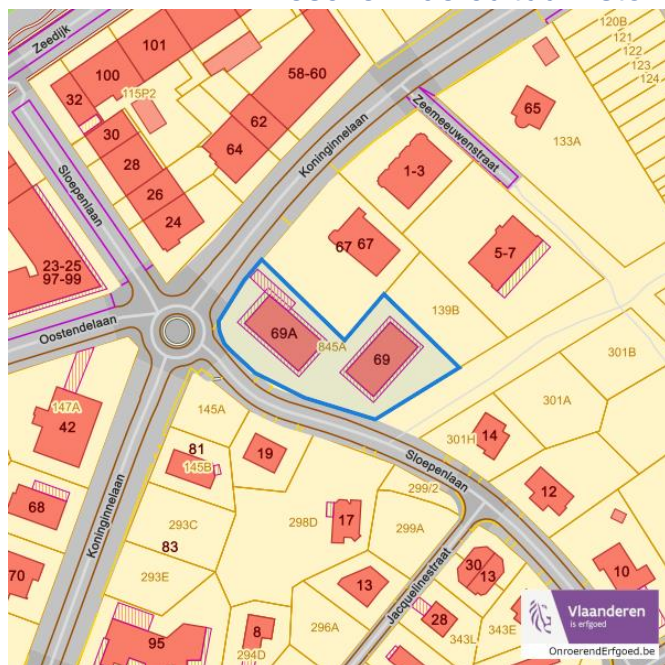 Zeedijk
101
100
32
115P2
58-60
62
64
30
28
26
24
Sloepenlaan
Koninginnelaan
Zeemeeuwenstraat
120B
121
122
123
124
65
133A
1-3
67 67
5-7
23-25
97-99
Oostendelaan
69A
845A
69
139B
301B
301A
147A
42
145A
81
145B
19
301H
14
Sloepenlaan
299/2
12
68
293C
298D
17
299A
83
Koninginnelaan
70
293E
13
Jacquelinestraat
30
13
10
95
8
294D
296A
28
343L
343E
Vlaanderen
is erfgoed
OnroerendErfgoed.be